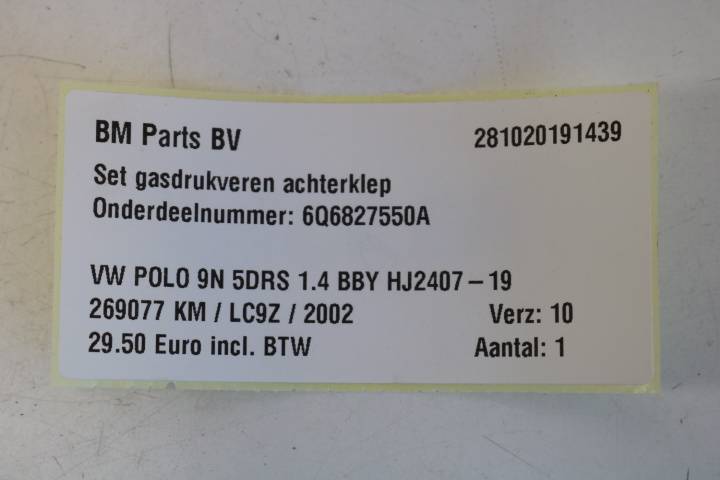 BM Parts BV 281020191439
Set gasdrukveren achterklep
Onderdeelnummer: 6Q6827550A
VW POLO 9N 5DRS 1.4 BBY HJ2407-19
269077 KM / LC9Z / 2002 Verz: 10
29.50 Euro incl. BTW Aantal: 1